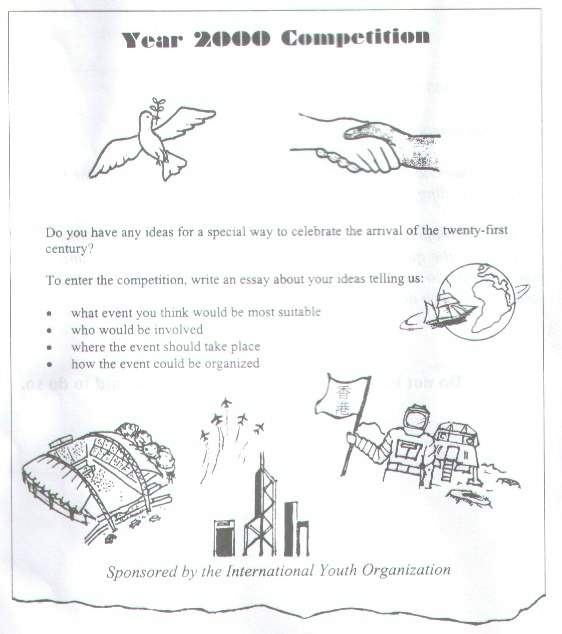 Year 2000 Competition
Do you have any ideas for a special way to celebrate the arrival of the twenty-first
century?
To enter the competition, write an essay about your ideas telling us:
• what event you think would be most suitable
• who would be involved
• where the event should take place
• how the event could be organized
香
港
Sponsored by the International Youth Organization